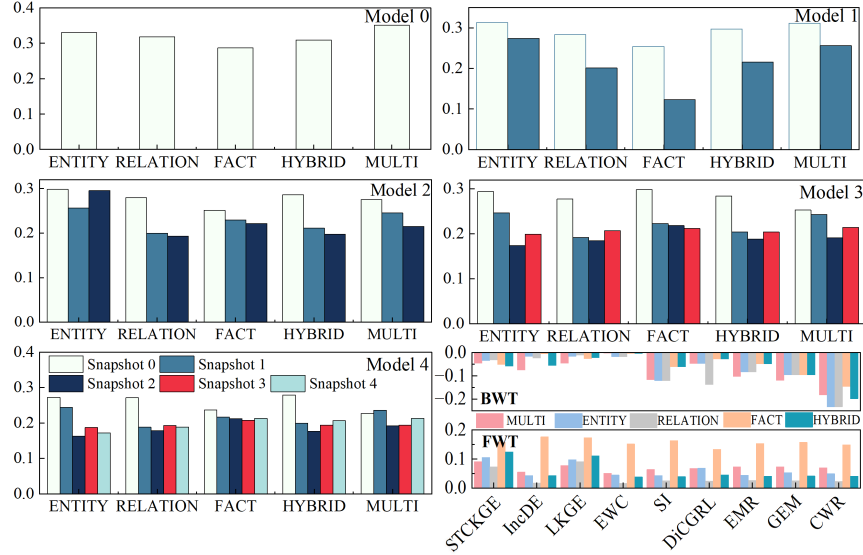 Model 0
0.4
0.3
0.2
0.1
0.0
ENTITY RELATION FACT HYBRID MULTI
Model 1
0.3
0.2
0.1
0.0
ENTITY RELATION FACT HYBRID MULTI
Model 2
0.3
0.2
0.1
0.0
ENTITY RELATION FACT HYBRID MULTI
Model 3
0.3
0.2
0.1
0.0
ENTITY RELATION FACT HYBRID MULTI
Model 4
Snapshot 0 Snapshot 1
Snapshot 2 Snapshot 3 Snapshot 4
0.4
0.3
0.2
0.1
0.0
ENTITY RELATION FACT HYBRID MULTI
0.0
−0.1
−0.2
BWT
MULTI ENTITY RELATION FACT HYBRID
FWT
0.2
0.1
0.0
STCKGE IncDE LKGE EWC SI DiCGRL EMR GEM CWR